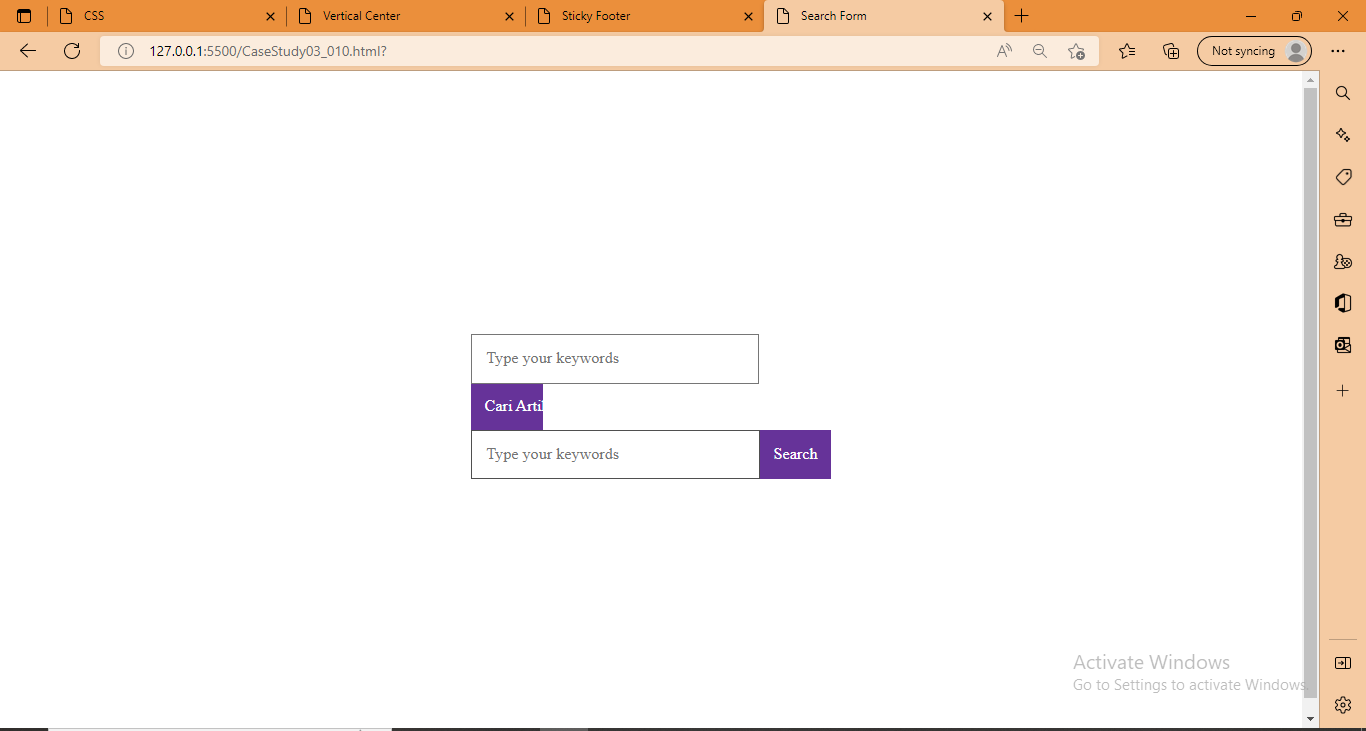 CSS
Vertical Center
Sticky Footer
Search Form
127.0.0.1:5500/CaseStudy03_010.html?
Not syncing
Type your keywords
Cari Arti
Type your keywords
Search
Activate Windows
Go to Settings to activate Windows.